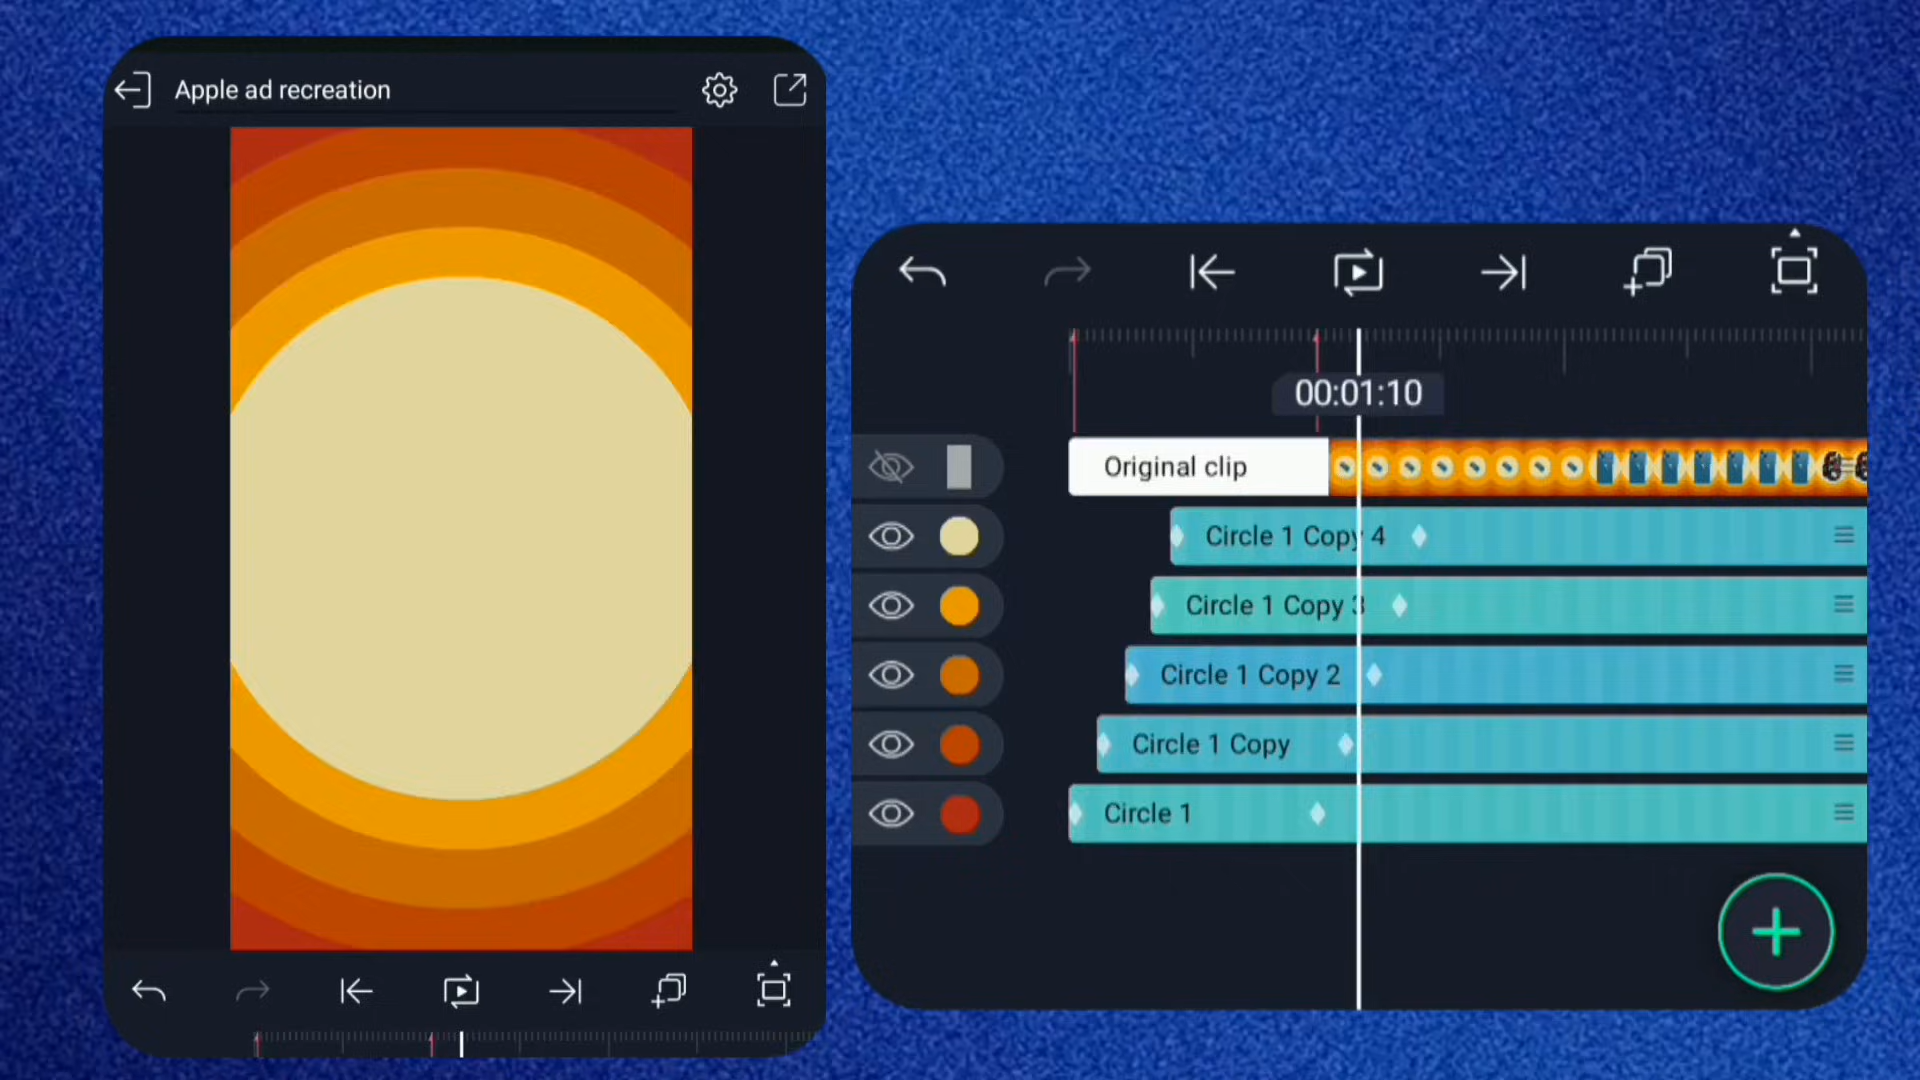 Apple ad recreation
00:01:10
Original clip
Circle 1 Copy 4
Circle 1 Copy 3
Circle 1 Copy 2
Circle 1 Copy
Circle 1